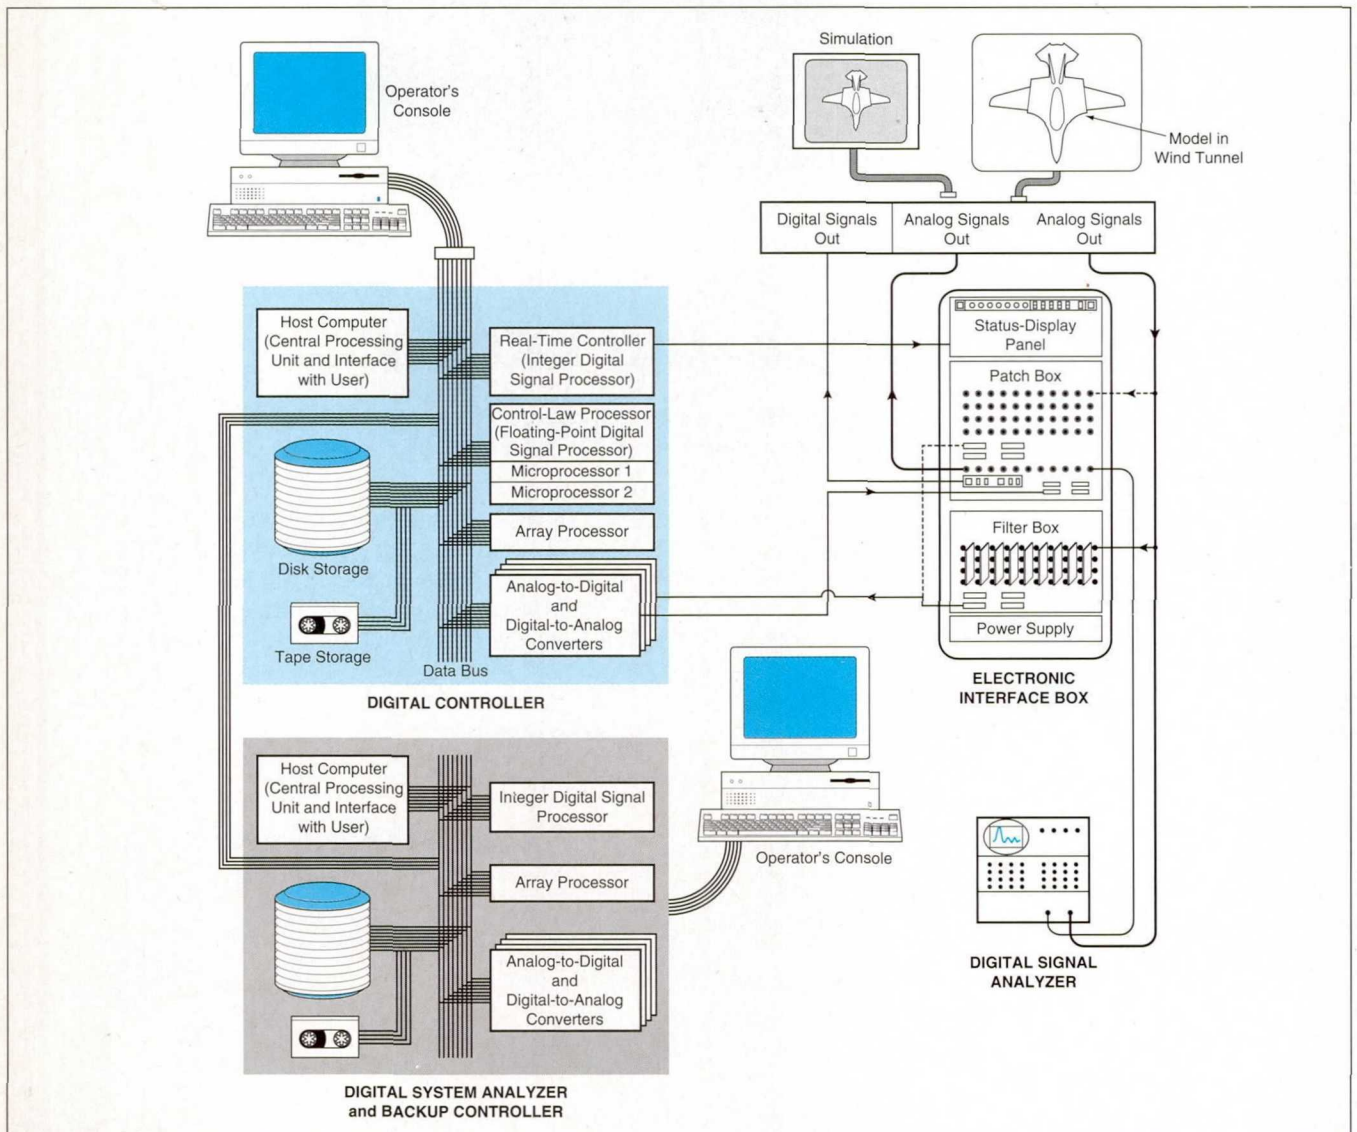 Operator's
Console
Simulation
Model in
Wind Tunnel
Digital Signals
Out
Analog Signals
Out
Analog Signals
Out
Host Computer
(Central Processing
Unit and Interface
with User)
Real-Time Controller
(Integer Digital
Signal Processor)
Control-Law Processor
(Floating-Point Digital
Signal Processor)
Microprocessor 1
Microprocessor 2
Array Processor
Analog-to-Digital
and
Digital-to-Analog
Converters
Disk Storage
Tape Storage
Data Bus
DIGITAL CONTROLLER
Status-Display
Panel
Patch Box
Filter Box
Power Supply
ELECTRONIC
INTERFACE BOX
Host Computer
(Central Processing
Unit and Interface
with User)
Integer Digital Signal
Processor
Array Processor
Analog-to-Digital
and
Digital-to-Analog
Converters
Operator's Console
DIGITAL SYSTEM ANALYZER
and BACKUP CONTROLLER
DIGITAL SIGNAL
ANALYZER